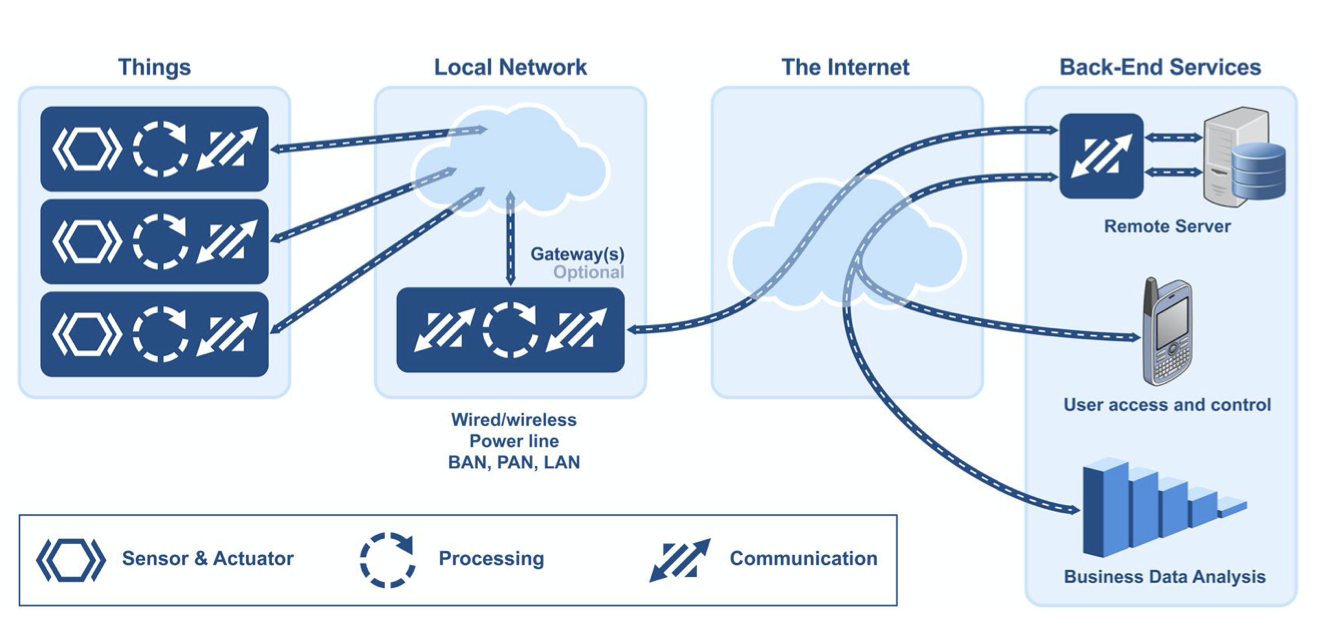 Things
Local Network
The Internet
Back-End Services
Gateway(s)
Optional
Wired/wireless
Power line
BAN, PAN, LAN
Remote Server
User access and control
Business Data Analysis
Sensor & Actuator
Processing
Communication